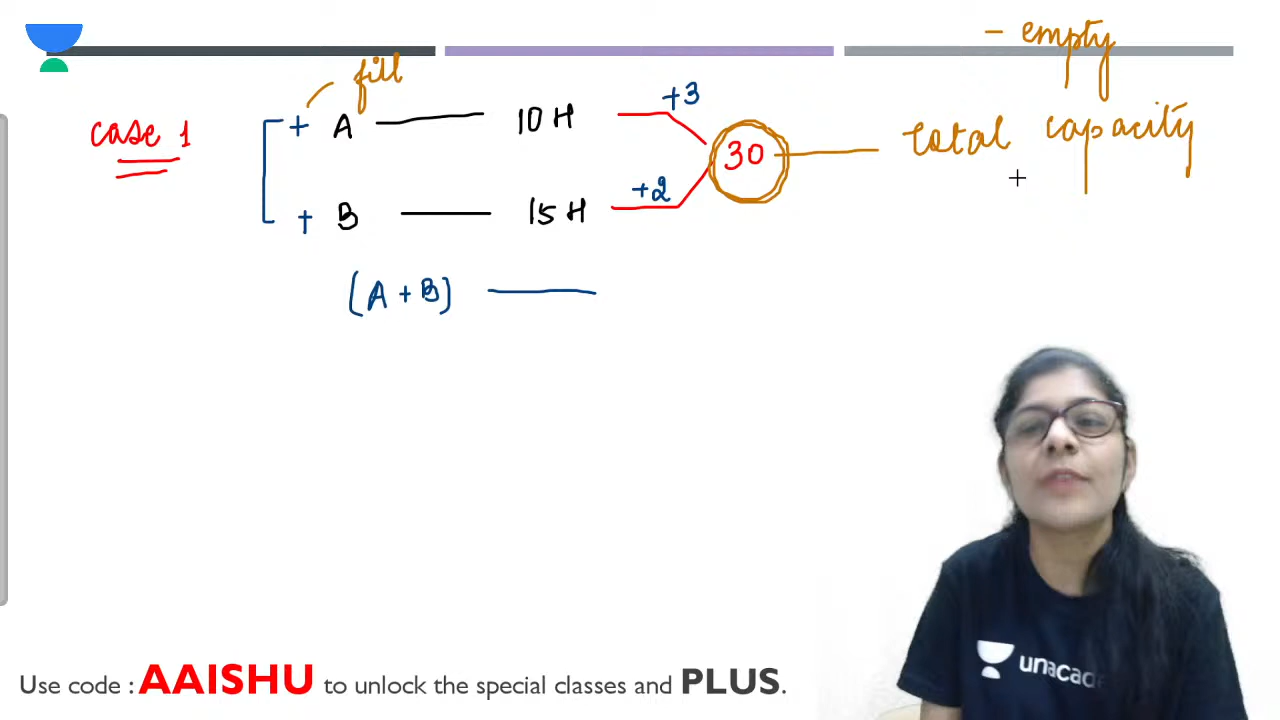 - empty
fill
case 1
+ A — 10 H +3
30 — total capacity
+ B — 15 H +2
(A + B) —
unacade
Use code : AAISHU to unlock the special classes and PLUS.